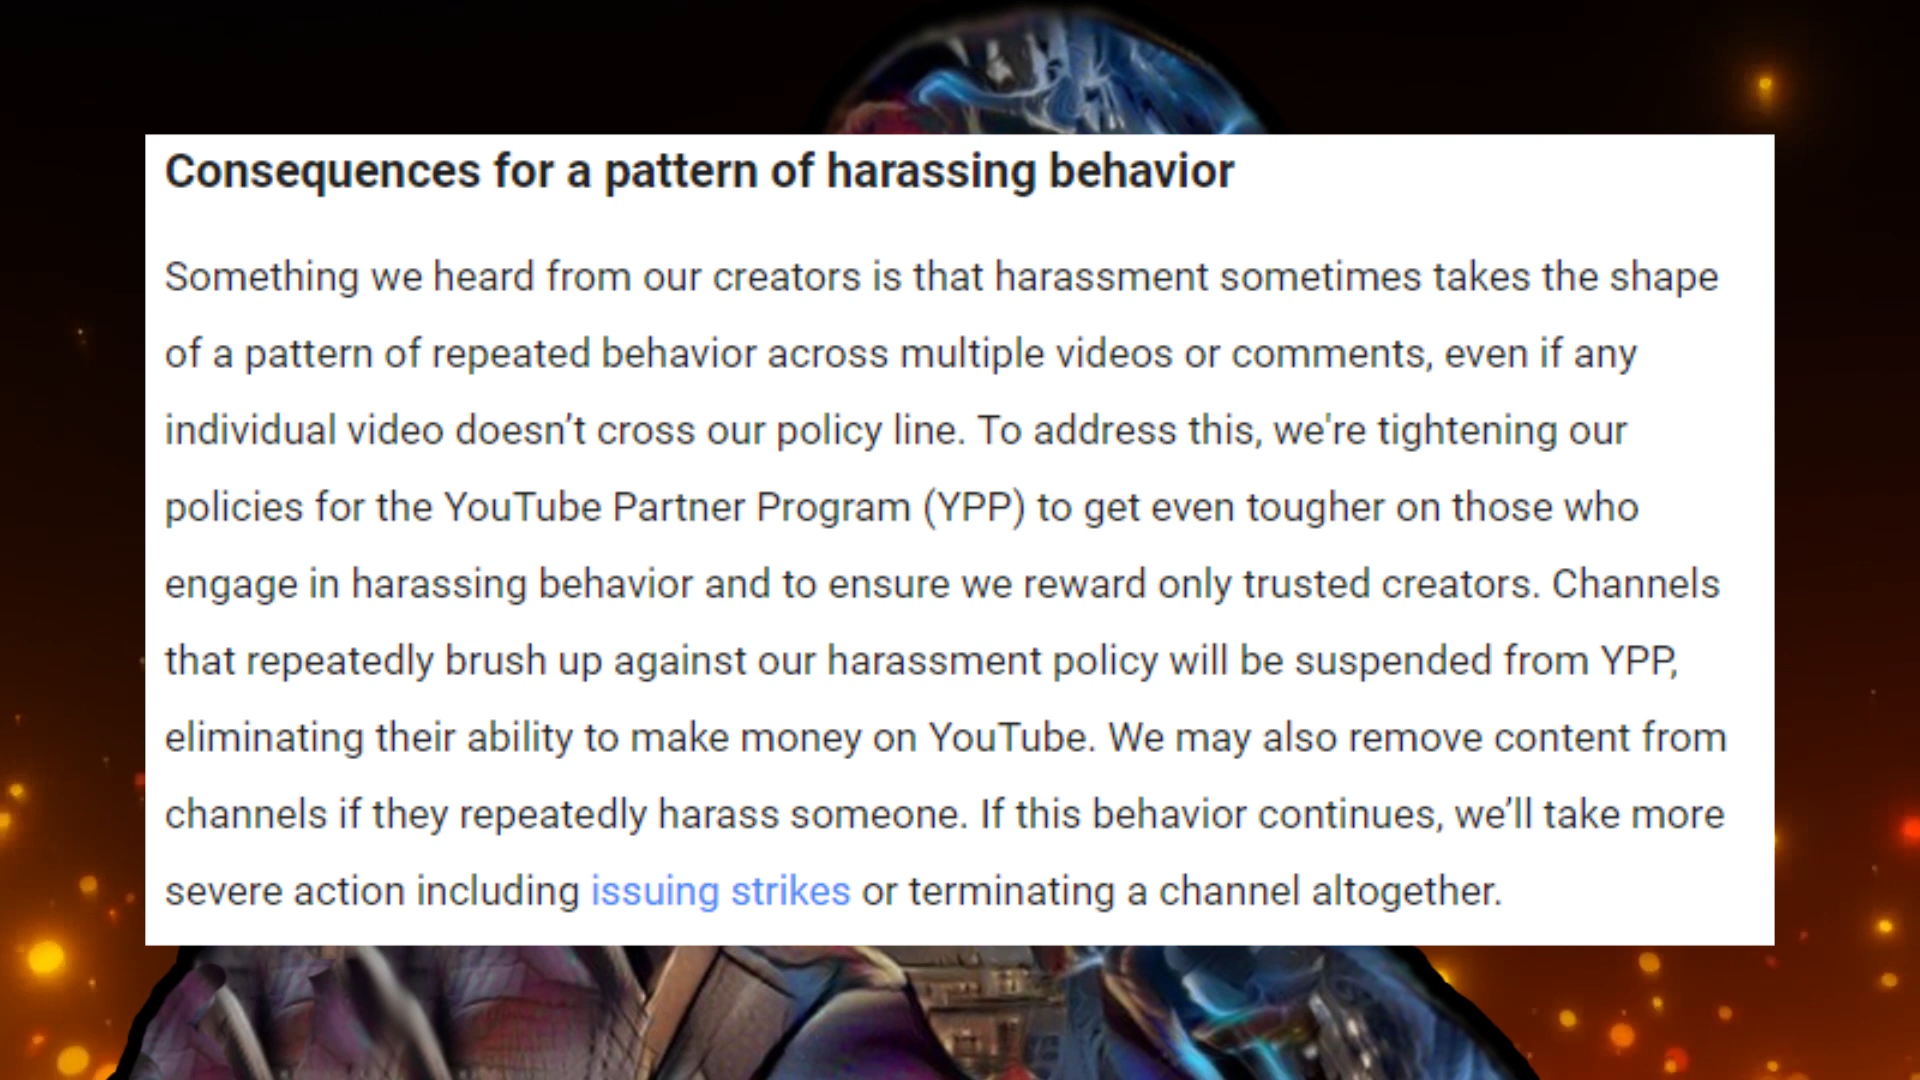 Consequences for a pattern of harassing behavior
Something we heard from our creators is that harassment sometimes takes the shape
of a pattern of repeated behavior across multiple videos or comments, even if any
individual video doesn’t cross our policy line. To address this, we're tightening our
policies for the YouTube Partner Program (YPP) to get even tougher on those who
engage in harassing behavior and to ensure we reward only trusted creators. Channels
that repeatedly brush up against our harassment policy will be suspended from YPP,
eliminating their ability to make money on YouTube. We may also remove content from
channels if they repeatedly harass someone. If this behavior continues, we’ll take more
severe action including issuing strikes or terminating a channel altogether.